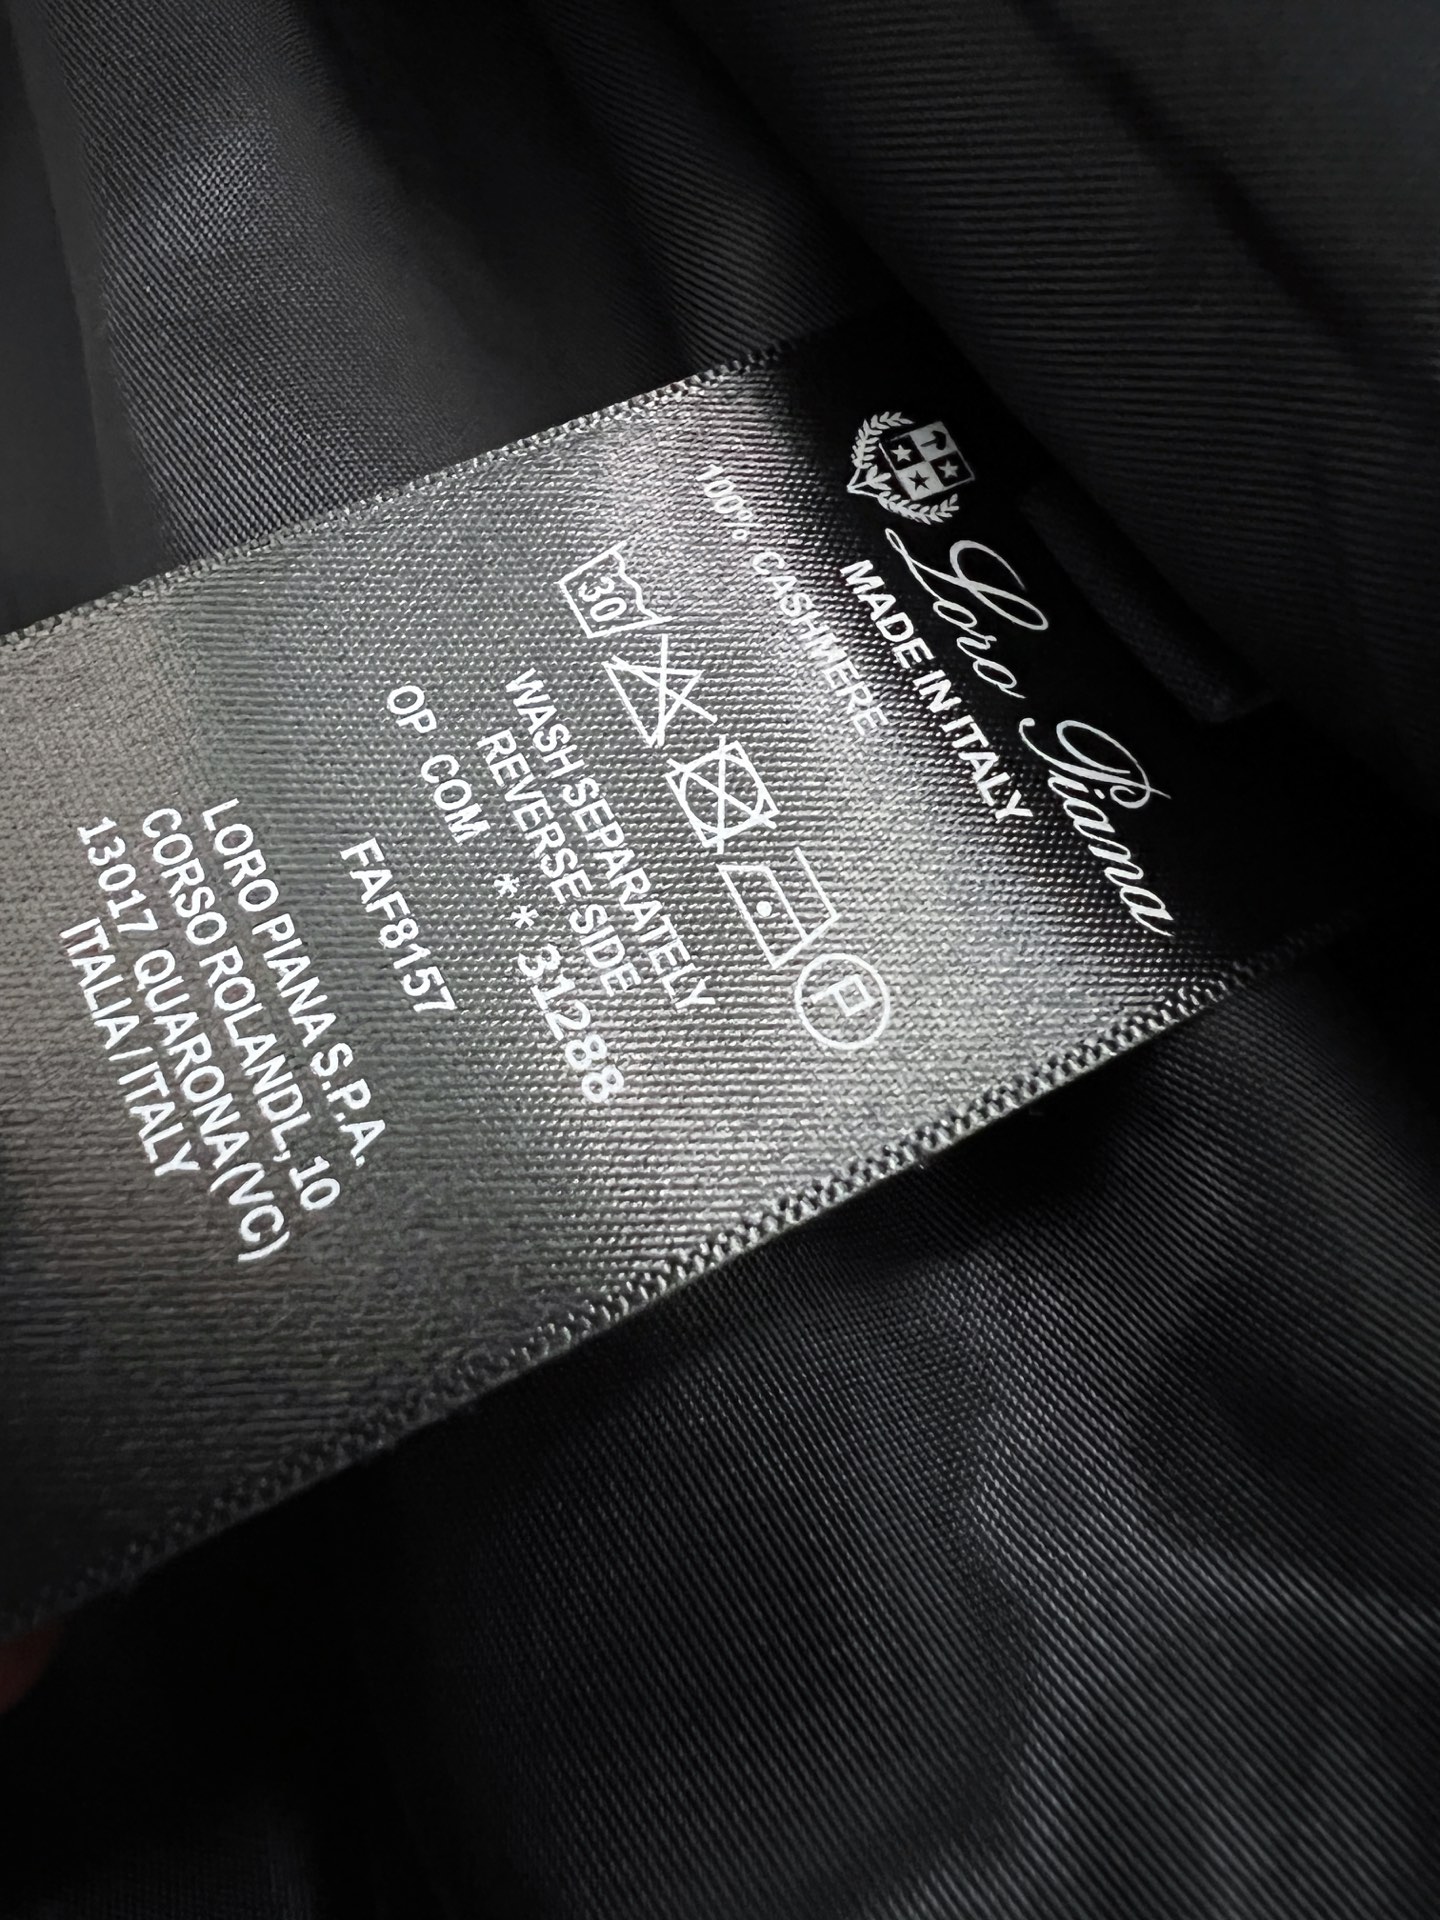 Loro Piana
MADE IN ITALY
100% CASHMERE
30
P
WASH SEPARATELY
REVERSE SIDE
OP COM ** 31288
FAF8157
LORO PIANA S.P.A.
CORSO ROLANDI, 10
13017 QUARONA (VC)
ITALIA / ITALY